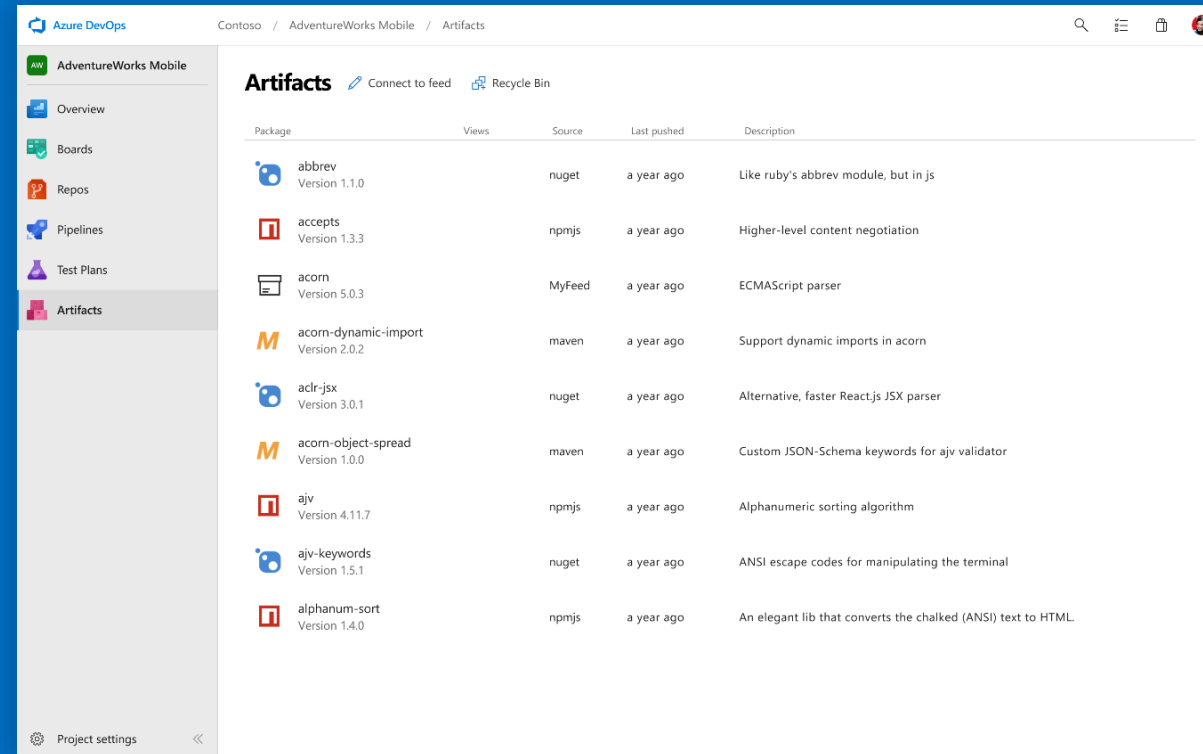 Azure DevOps
Contoso / AdventureWorks Mobile / Artifacts
AW AdventureWorks Mobile
Overview
Boards
Repos
Pipelines
Test Plans
Artifacts
Project settings
Artifacts Connect to feed Recycle Bin
Package Views Source Last pushed Description
abbrev
Version 1.1.0
nuget a year ago Like ruby's abbrev module, but in js
accepts
Version 1.3.3
npmjs a year ago Higher-level content negotiation
acorn
Version 5.0.3
MyFeed a year ago ECMAScript parser
acorn-dynamic-import
Version 2.0.2
maven a year ago Support dynamic imports in acorn
aclr-jsx
Version 3.0.1
nuget a year ago Alternative, faster React.js JSX parser
acorn-object-spread
Version 1.0.0
maven a year ago Custom JSON-Schema keywords for ajv validator
ajv
Version 4.11.7
npmjs a year ago Alphanumeric sorting algorithm
ajv-keywords
Version 1.5.1
nuget a year ago ANSI escape codes for manipulating the terminal
alphanum-sort
Version 1.4.0
npmjs a year ago An elegant lib that converts the chalked (ANSI) text to HTML.